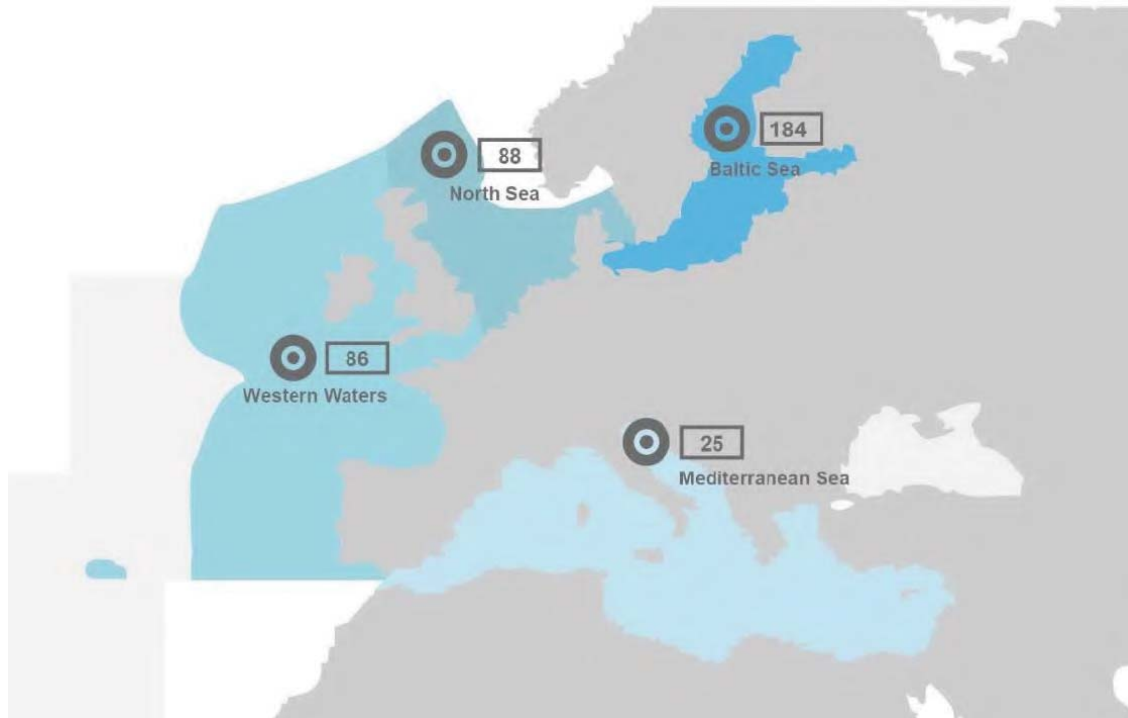 184
Baltic Sea
88
North Sea
86
Western Waters
25
Mediterranean Sea